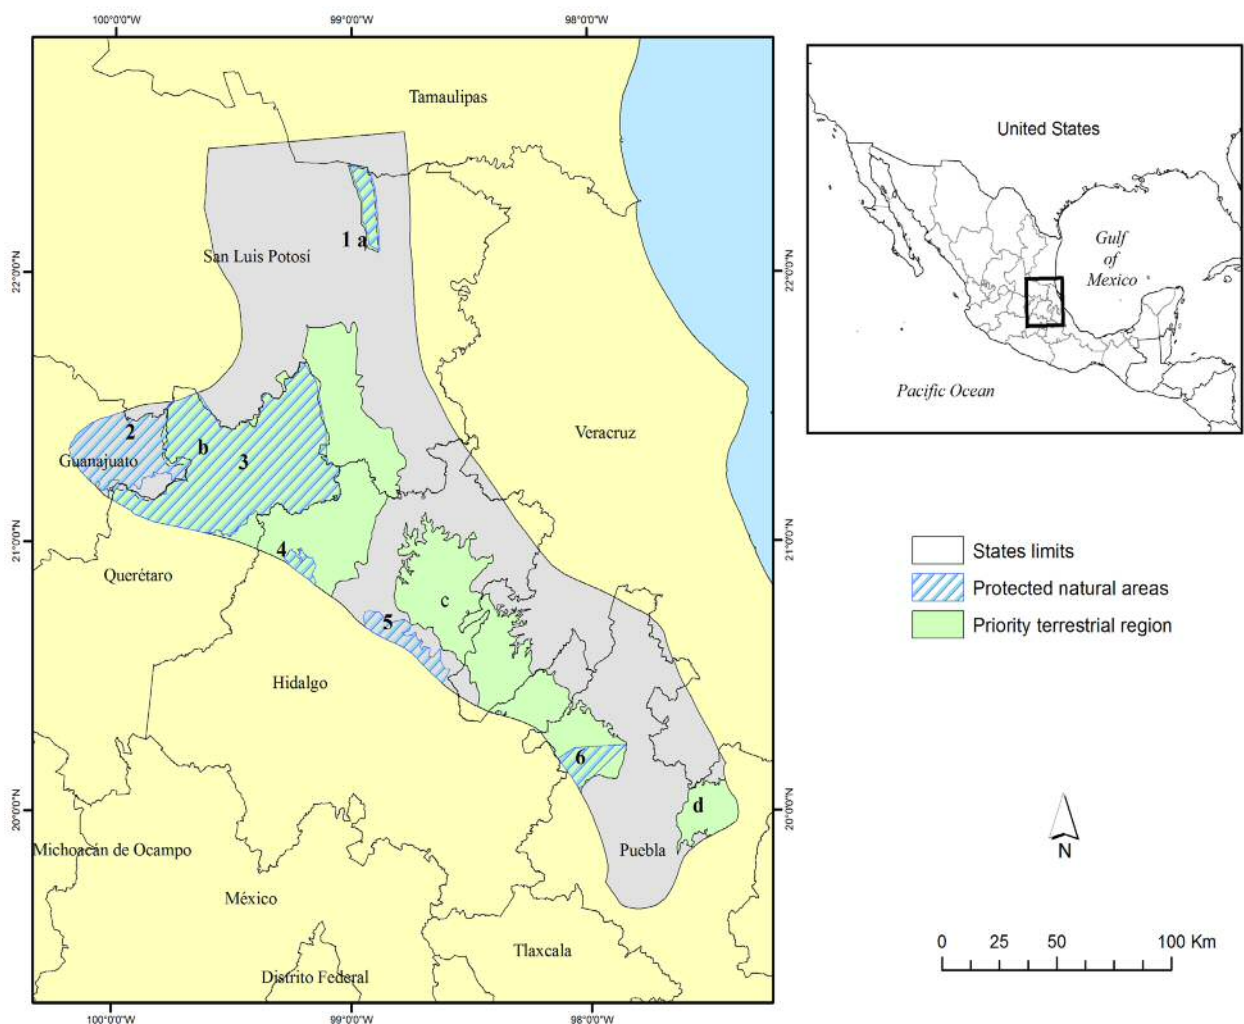 100°0'0"W
99°0'0"W
98°0'0"W
Tamaulipas
1 a
San Luis Potosí
22°0'0"N
22°0'0"N
2
b
3
Guanajuato
Veracruz
21°0'0"N
21°0'0"N
4
Querétaro
c
5
Hidalgo
6
d
20°0'0"N
20°0'0"N
Puebla
Michoacán de Ocampo
México
Tlaxcala
Distrito Federal
100°0'0"W
99°0'0"W
98°0'0"W
United States
Gulf
of
Mexico
Pacific Ocean
States limits
Protected natural areas
Priority terrestrial region
N
0 25 50 100 Km